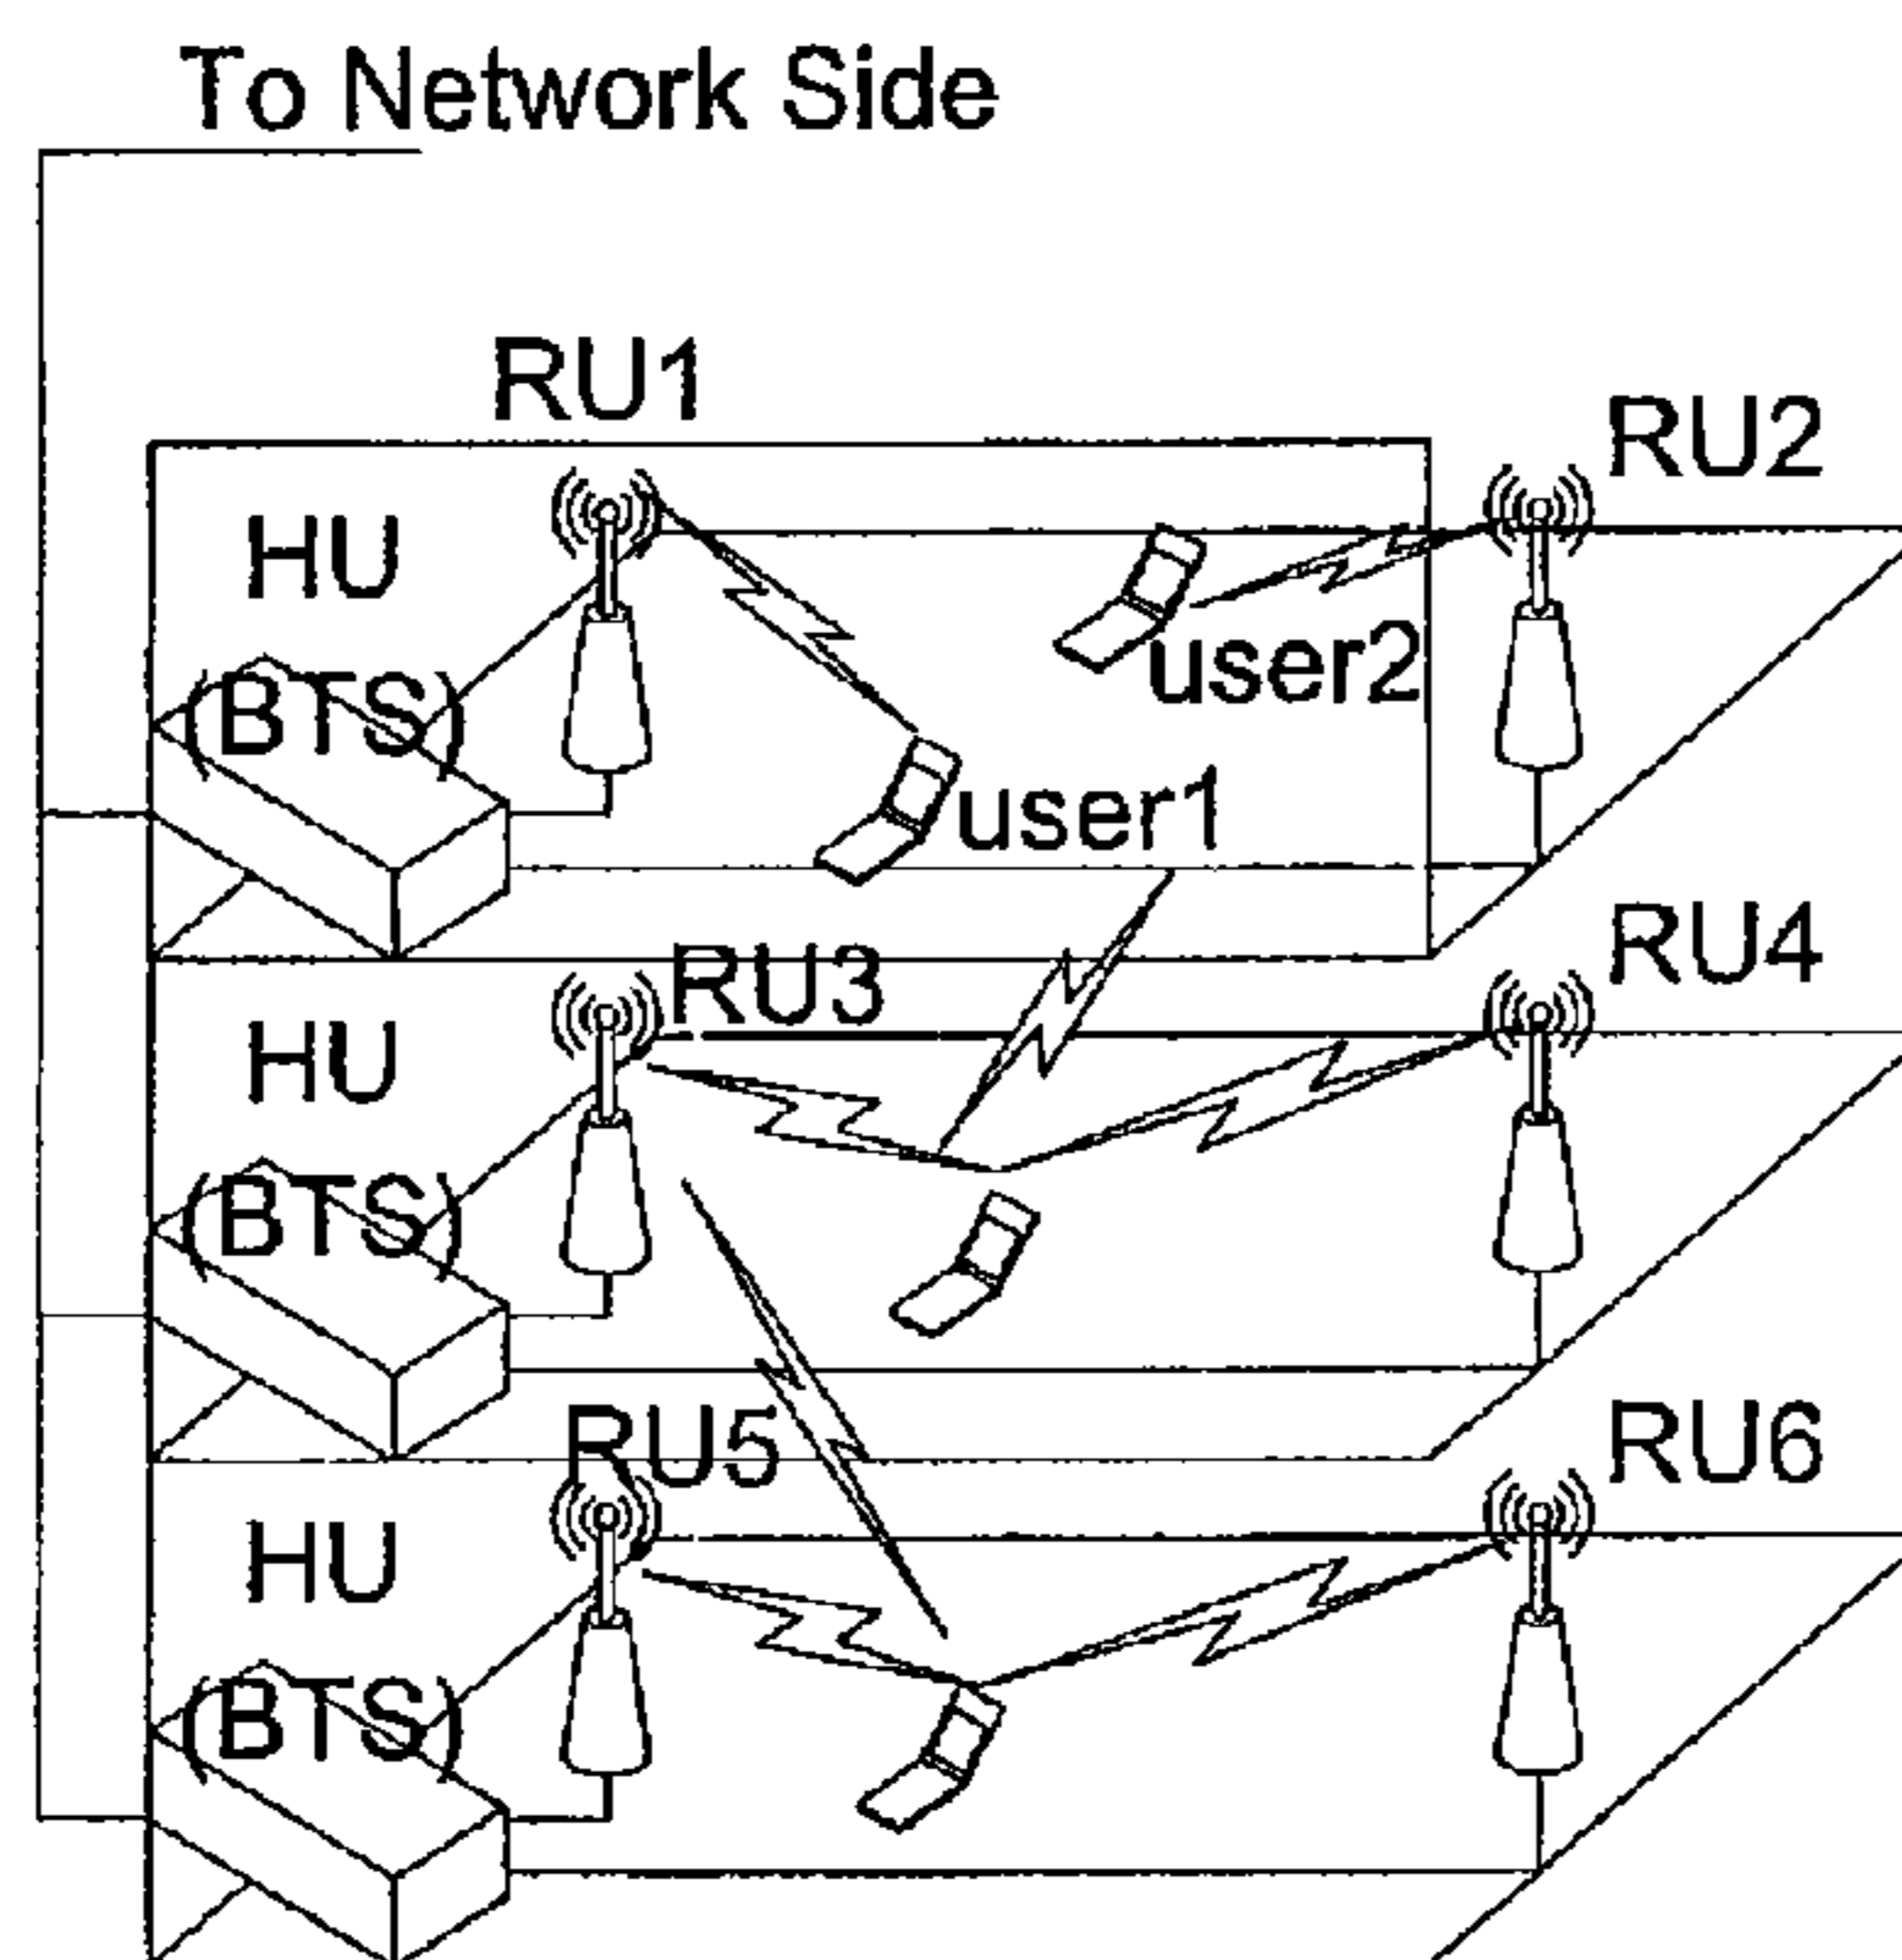 To Network Side
RU1
RU2
HU
(BTS)
user2
user1
RU3
RU4
HU
(BTS)
RU5
RU6
HU
(BTS)